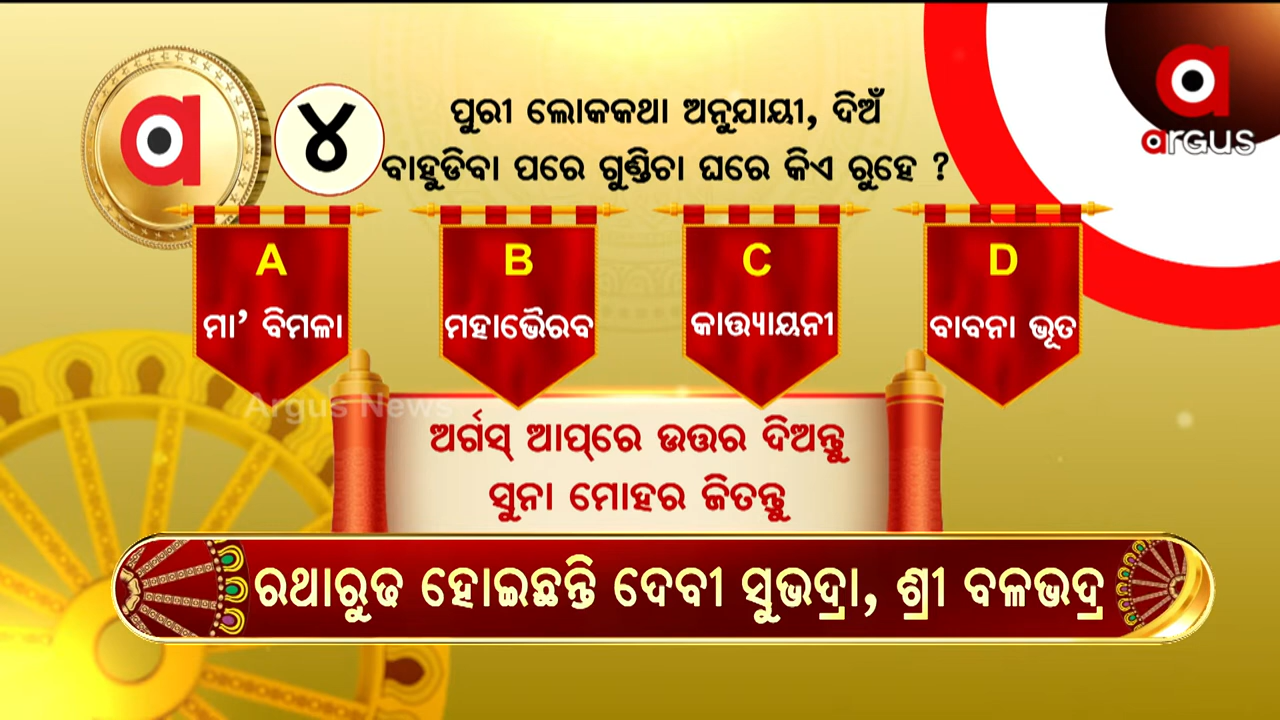 a
a
argus
୪
ପୁରୀ ଲୋକକଥା ଅନୁଯାୟୀ, ଦିଅଁ
ବାହୁଡିବା ପରେ ଗୁଣ୍ଡିଚା ଘରେ କିଏ ରୁହେ ?
A
B
C
D
ମା’ ବିମଳା
ମହାଭୈରବ
କାତ୍ତ୍ୟାୟନୀ
ବାବନା ଭୂତ
Argus News
ଅର୍ଗସ୍ ଆପ୍‌ରେ ଉତ୍ତର ଦିଅନ୍ତୁ
ସୁନା ମୋହର ଜିତନ୍ତୁ
ରଥାରୁଢ ହୋଇଛନ୍ତି ଦେବୀ ସୁଭଦ୍ରା, ଶ୍ରୀ ବଳଭଦ୍ର